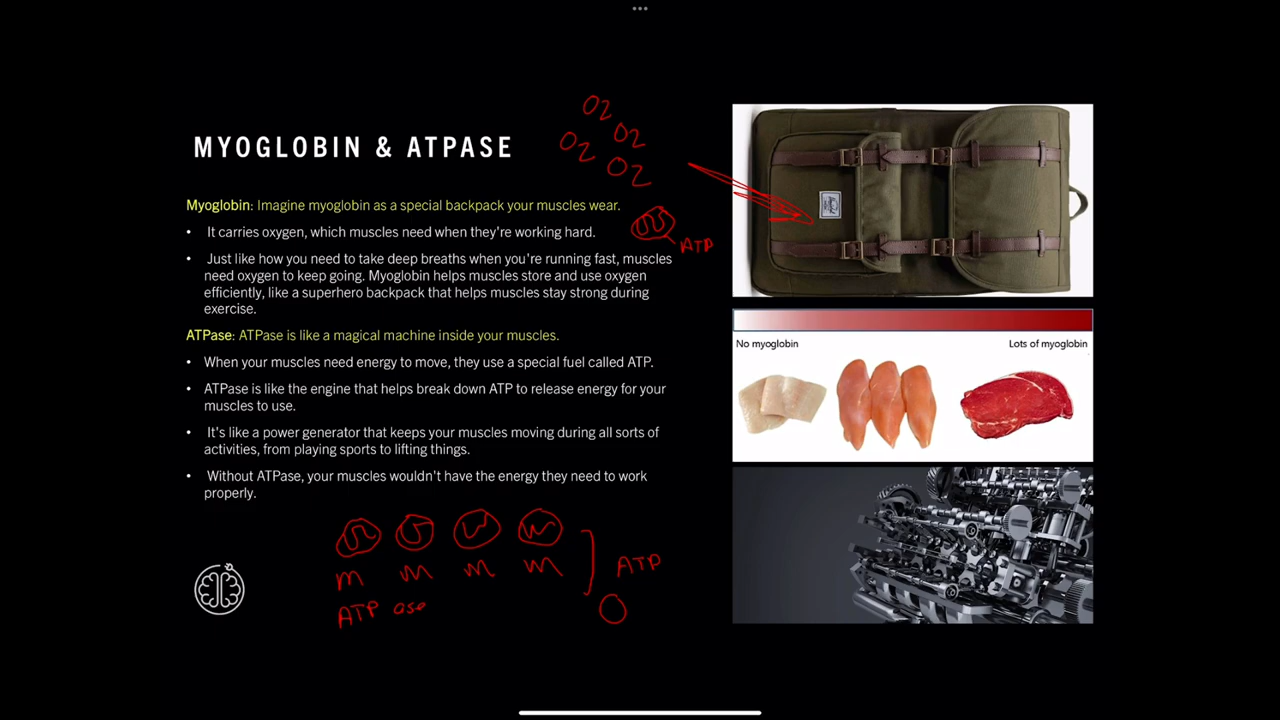 MYOGLOBIN & ATPASE
Myoglobin: Imagine myoglobin as a special backpack your muscles wear.
• It carries oxygen, which muscles need when they're working hard.
• Just like how you need to take deep breaths when you're running fast, muscles
need oxygen to keep going. Myoglobin helps muscles store and use oxygen
efficiently, like a superhero backpack that helps muscles stay strong during
exercise.
ATPase: ATPase is like a magical machine inside your muscles.
• When your muscles need energy to move, they use a special fuel called ATP.
• ATPase is like the engine that helps break down ATP to release energy for your
muscles to use.
• It's like a power generator that keeps your muscles moving during all sorts of
activities, from playing sports to lifting things.
• Without ATPase, your muscles wouldn't have the energy they need to work
properly.
O2
O2
O2
O2
ATP
m m m m
ATP
ATP ase
No myoglobin
Lots of myoglobin